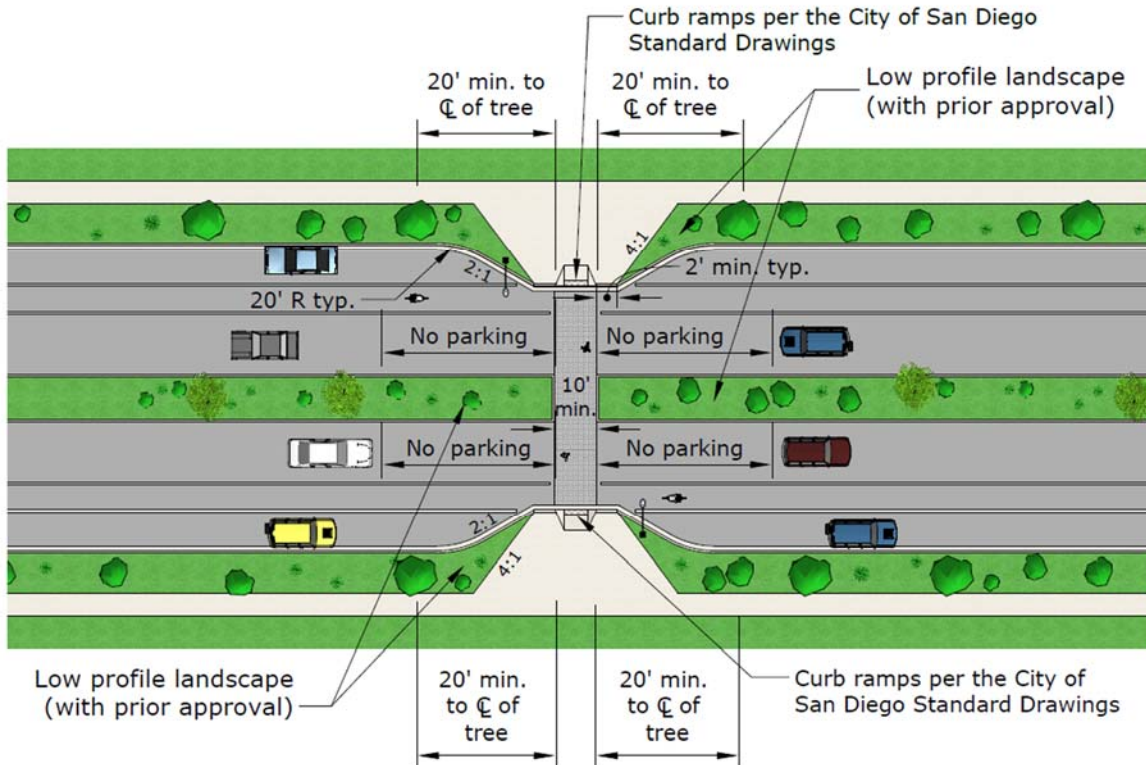 Curb ramps per the City of San Diego
Standard Drawings
20' min. to
℄ of tree
20' min. to
℄ of tree
Low profile landscape
(with prior approval)
4:1
2:1
2' min. typ.
20' R typ.
No parking
No parking
10'
min.
No parking
No parking
2:1
4:1
Low profile landscape
(with prior approval)
20' min.
to ℄ of
tree
20' min.
to ℄ of
tree
Curb ramps per the City of
San Diego Standard Drawings